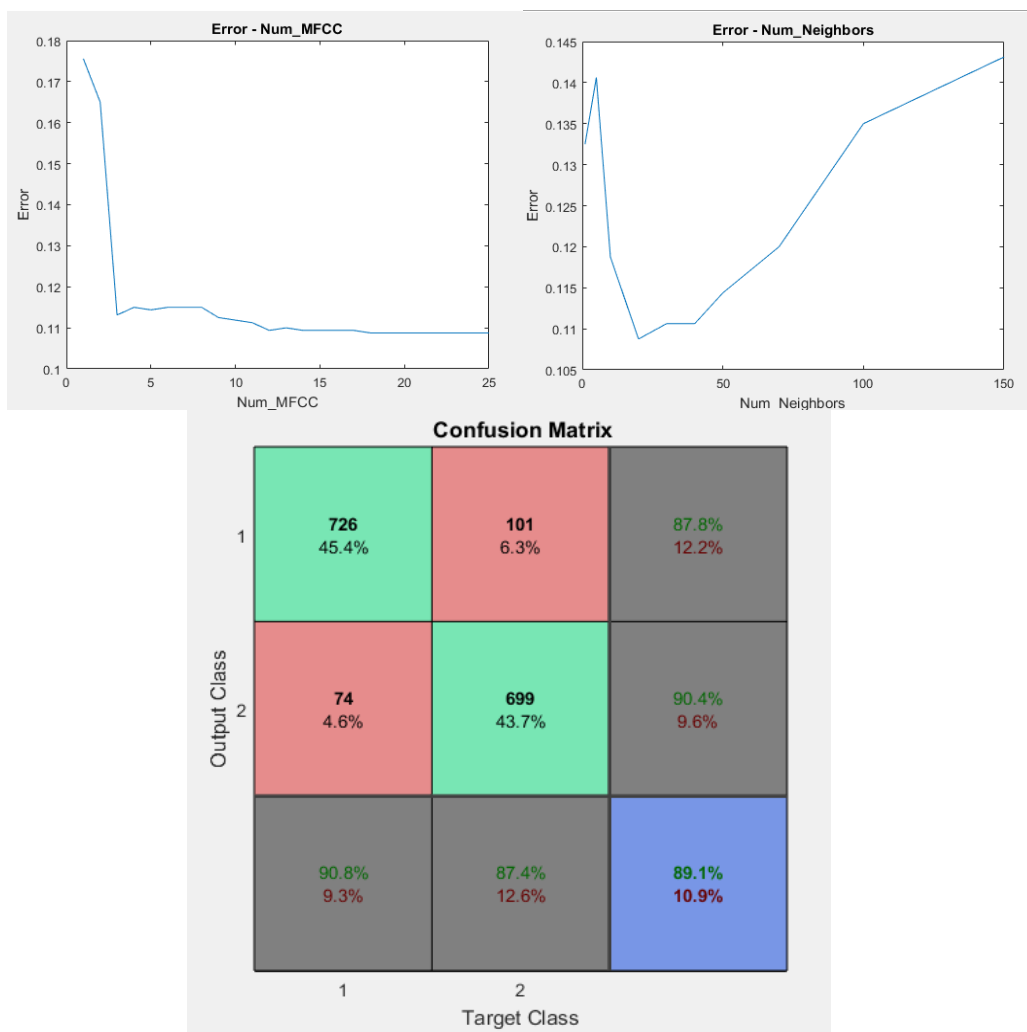 Error - Num_MFCC
0.18
0.17
0.16
0.15
0.14
0.13
0.12
0.11
0.1
Error
0 5 10 15 20 25
Num_MFCC
Error - Num_Neighbors
0.145
0.14
0.135
0.13
0.125
0.12
0.115
0.11
0.105
Error
0 50 100 150
Num_Neighbors
Confusion Matrix
Output Class
1
726 101 87.8%
45.4% 6.3% 12.2%
2
74 699 90.4%
4.6% 43.7% 9.6%
90.8% 87.4% 89.1%
9.3% 12.6% 10.9%
1 2
Target Class